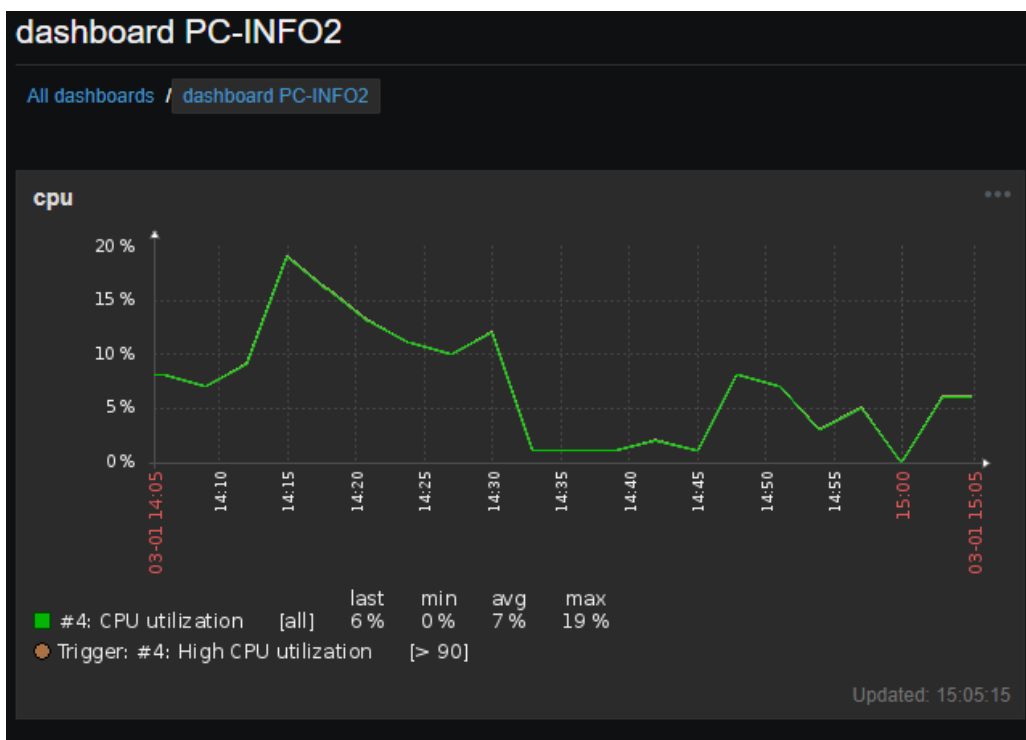 dashboard PC-INFO2
All dashboards / dashboard PC-INFO2
cpu
20 %
15 %
10 %
5 %
0 %
03-01 14:05
14:10
14:15
14:20
14:25
14:30
14:35
14:40
14:45
14:50
14:55
15:00
03-01 15:05
last min avg max
#4: CPU utilization [all] 6 % 0 % 7 % 19 %
Trigger: #4: High CPU utilization [> 90]
Updated: 15:05:15